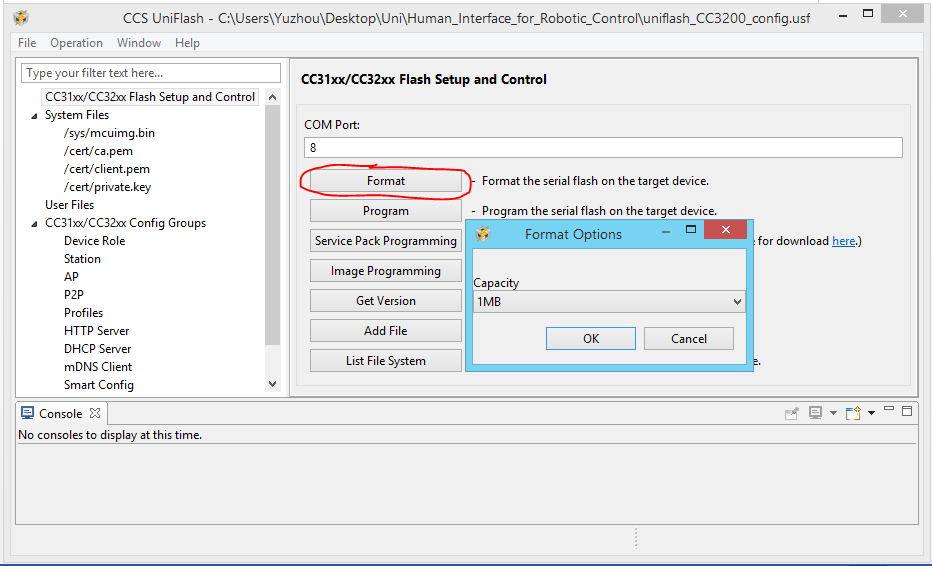 CCS UniFlash - C:\Users\Yuzhou\Desktop\Uni\Human_Interface_for_Robotic_Control\uniflash_CC3200_config.usf
File Operation Window Help
Type your filter text here...
CC31xx/CC32xx Flash Setup and Control
System Files
/sys/mcuimg.bin
/cert/ca.pem
/cert/client.pem
/cert/private.key
User Files
CC31xx/CC32xx Config Groups
Device Role
Station
AP
P2P
Profiles
HTTP Server
DHCP Server
mDNS Client
Smart Config
CC31xx/CC32xx Flash Setup and Control
COM Port:
8
Format - Format the serial flash on the target device.
Program - Program the serial flash on the target device.
Service Pack Programming for download here.)
Image Programming
Get Version
Add File
List File System
Format Options
Capacity
1MB
OK Cancel
Console
No consoles to display at this time.